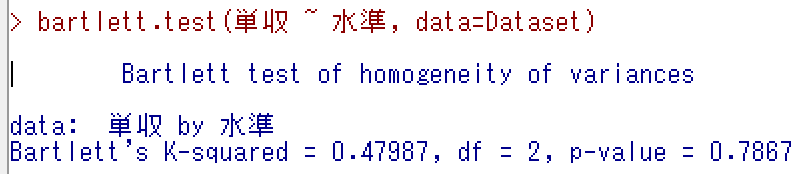 > bartlett.test(単収 ~ 水準, data=Dataset)
Bartlett test of homogeneity of variances
data:  単収 by 水準
Bartlett's K-squared = 0.47987, df = 2, p-value = 0.7867